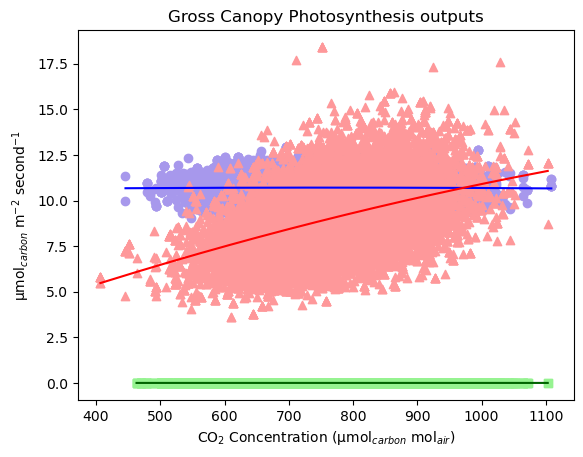 Gross Canopy Photosynthesis outputs
17.5
15.0
12.5
10.0
7.5
5.0
2.5
0.0
µmol$_{carbon}$ m$^{-2}$ second$^{-1}$
400 500 600 700 800 900 1000 1100
CO$_2$ Concentration (µmol$_{carbon}$ mol$_{air}$)